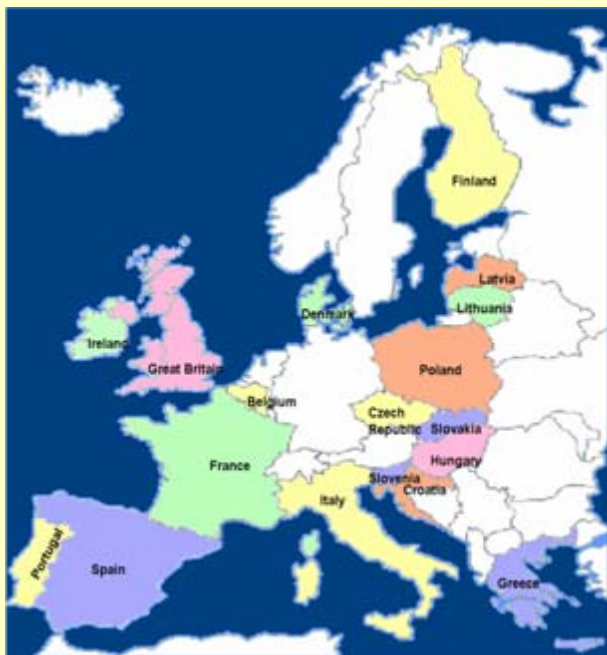 Finland
Latvia
Lithuania
Denmark
Ireland
Great Britain
Poland
Belgium
Czech
Republic
Slovakia
France
Hungary
Slovenia
Croatia
Italy
Portugal
Spain
Greece